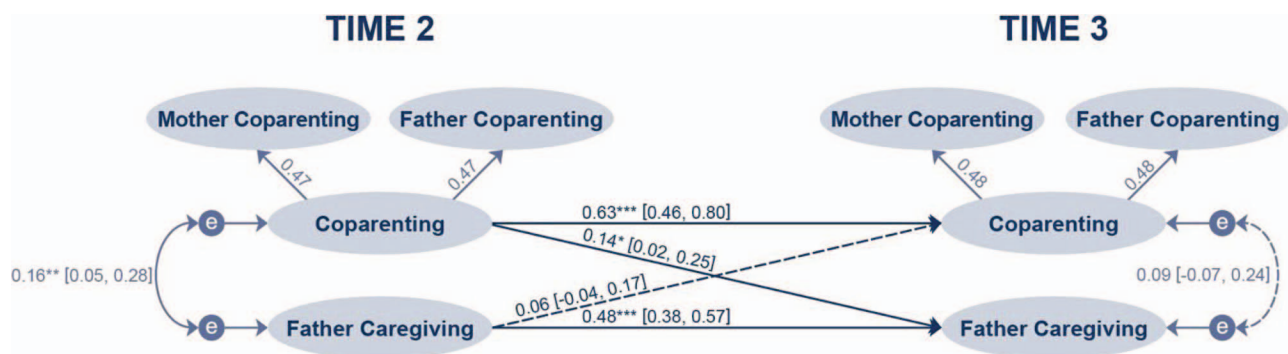 TIME 2
TIME 3
Mother Coparenting
Father Coparenting
Mother Coparenting
Father Coparenting
0.47
0.47
0.48
0.48
Coparenting
0.63*** [0.46, 0.80]
Coparenting
e
e
0.14* [0.02, 0.25]
0.16** [0.05, 0.28]
0.09 [-0.07, 0.24]
0.06 [-0.04, 0.17]
e
Father Caregiving
0.48*** [0.38, 0.57]
Father Caregiving
e